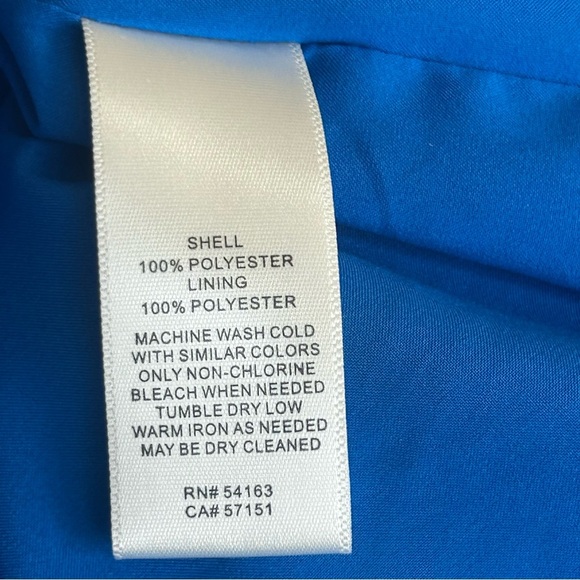 SHELL
100% POLYESTER
LINING
100% POLYESTER
MACHINE WASH COLD
WITH SIMILAR COLORS
ONLY NON-CHLORINE
BLEACH WHEN NEEDED
TUMBLE DRY LOW
WARM IRON AS NEEDED
MAY BE DRY CLEANED
RN# 54163
CA# 57151